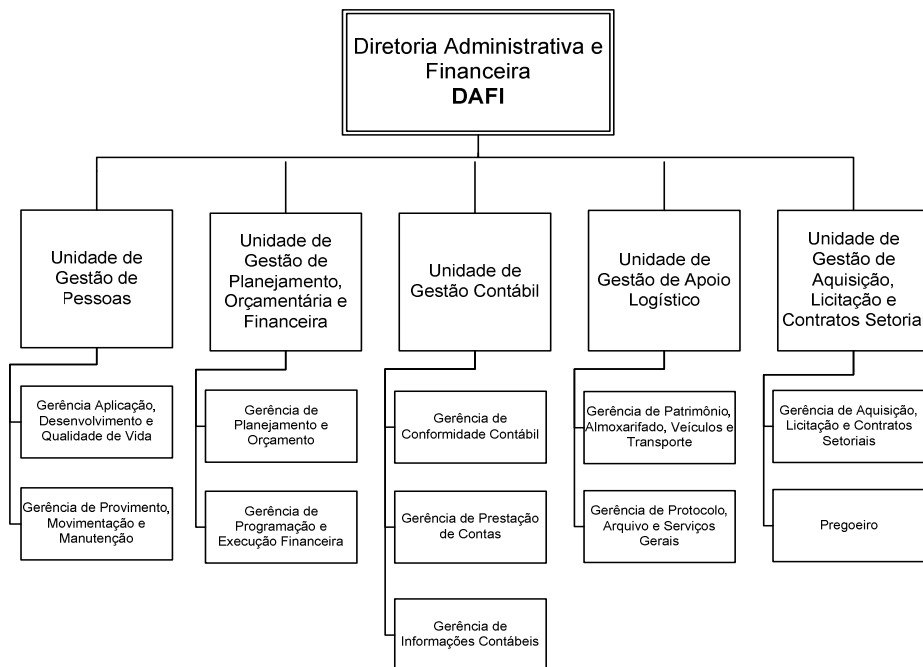 Diretoria Administrativa e
Financeira
DAFI
Unidade de
Gestão de
Pessoas
Unidade de
Gestão de
Planejamento,
Orçamentária e
Financeira
Unidade de
Gestão Contábil
Unidade de
Gestão de Apoio
Logístico
Unidade de
Gestão de
Aquisição,
Licitação e
Contratos Setoria
Gerência Aplicação,
Desenvolvimento e
Qualidade de Vida
Gerência de
Planejamento e
Orçamento
Gerência de
Conformidade Contábil
Gerência de Patrimônio,
Almoxarifado, Veículos e
Transporte
Gerência de Aquisição,
Licitação e Contratos
Setoriais
Gerência de Provimento,
Movimentação e
Manutenção
Gerência de
Programação e
Execução Financeira
Gerência de Prestação
de Contas
Gerência de Protocolo,
Arquivo e Serviços
Gerais
Pregoeiro
Gerência de
Informações Contábeis